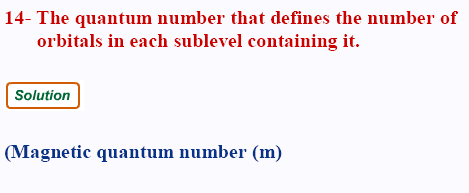 14- The quantum number that defines the number of
orbitals in each sublevel containing it.
Solution
(Magnetic quantum number (m)